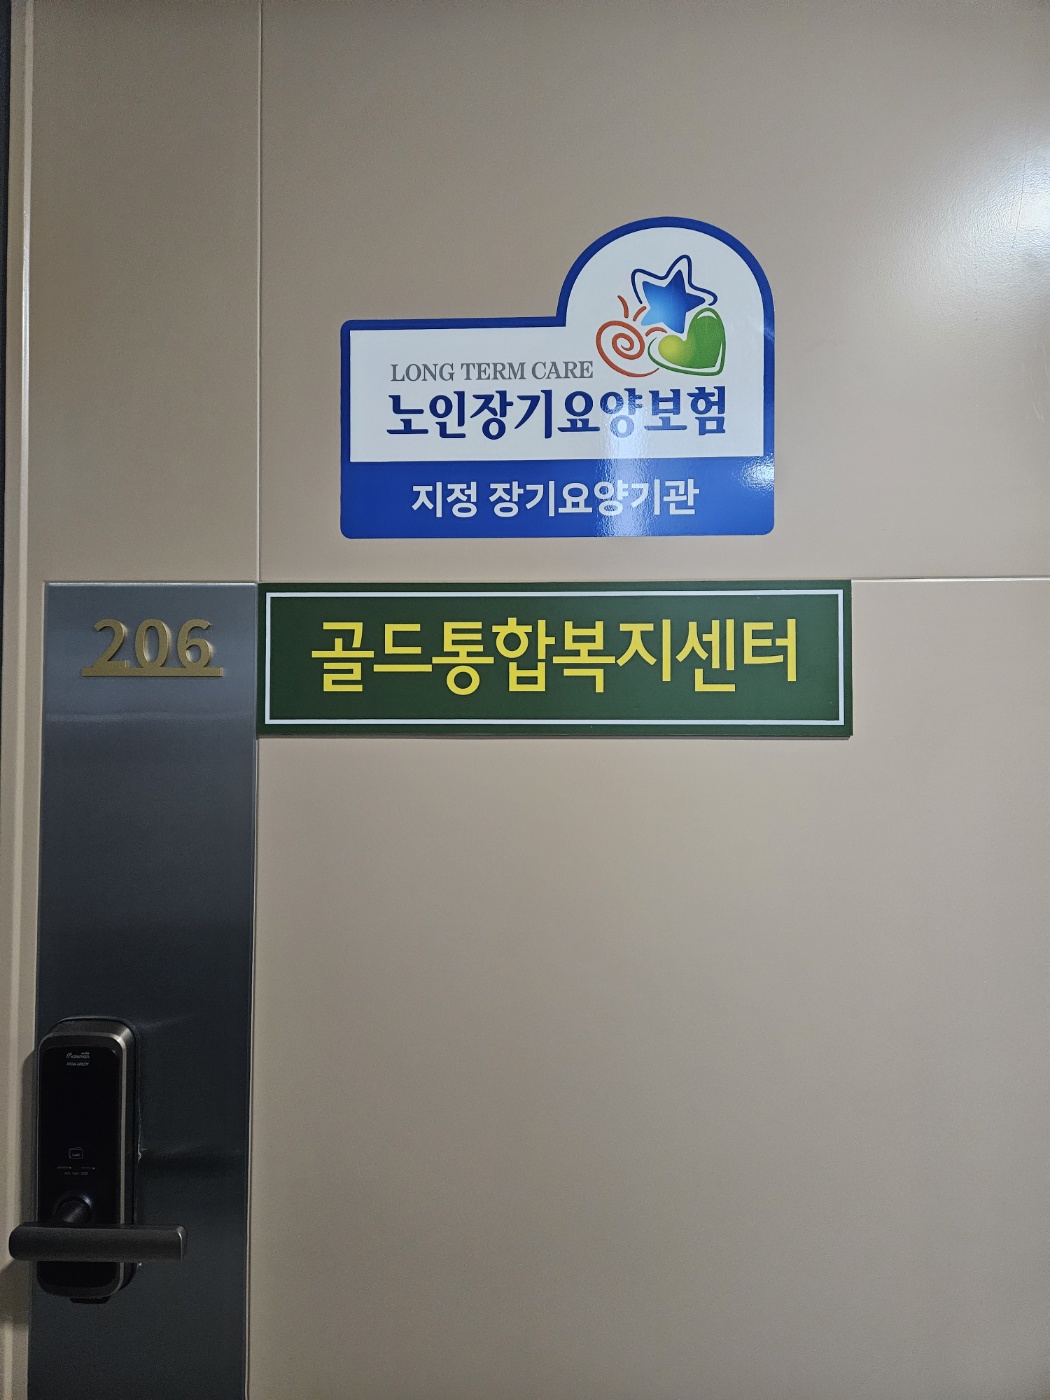 LONG TERM CARE
노인장기요양보험
지정 장기요양기관
206
골드통합복지센터